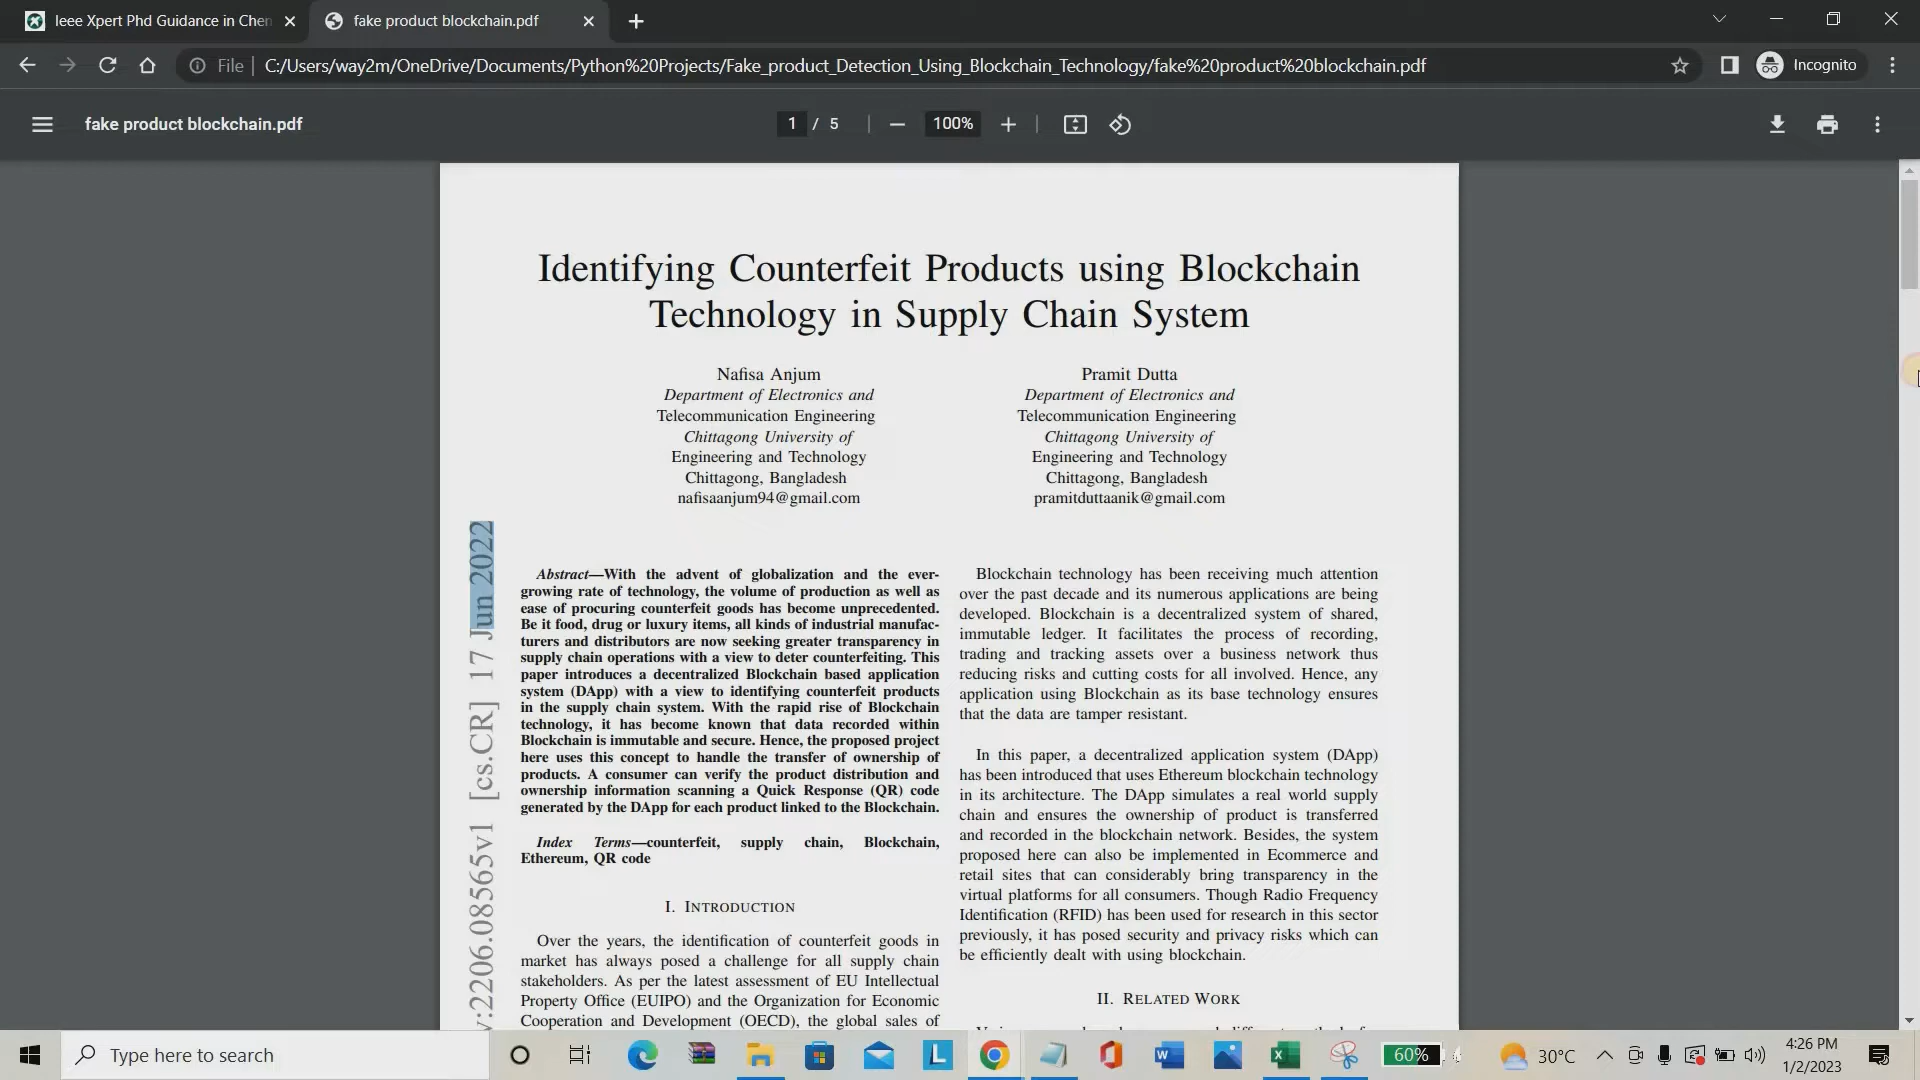 Ieee Xpert Phd Guidance in Chen
fake product blockchain.pdf
File
C:/Users/way2m/OneDrive/Documents/Python%20Projects/Fake_product_Detection_Using_Blockchain_Technology/fake%20product%20blockchain.pdf
Incognito
fake product blockchain.pdf
1 / 5
100%
Identifying Counterfeit Products using Blockchain
Technology in Supply Chain System
Nafisa Anjum
Department of Electronics and
Telecommunication Engineering
Chittagong University of
Engineering and Technology
Chittagong, Bangladesh
nafisaanjum94@gmail.com
Pramit Dutta
Department of Electronics and
Telecommunication Engineering
Chittagong University of
Engineering and Technology
Chittagong, Bangladesh
pramitduttaanik@gmail.com
v:2206.08565v1 [cs.CR] 17 Jun 2022
Abstract—With the advent of globalization and the ever-
growing rate of technology, the volume of production as well as
ease of procuring counterfeit goods has become unprecedented.
Be it food, drug or luxury items, all kinds of industrial manufac-
turers and distributors are now seeking greater transparency in
supply chain operations with a view to deter counterfeiting. This
paper introduces a decentralized Blockchain based application
system (DApp) with a view to identifying counterfeit products
in the supply chain system. With the rapid rise of Blockchain
technology, it has become known that data recorded within
Blockchain is immutable and secure. Hence, the proposed project
here uses this concept to handle the transfer of ownership of
products. A consumer can verify the product distribution and
ownership information scanning a Quick Response (QR) code
generated by the DApp for each product linked to the Blockchain.
Index Terms—counterfeit, supply chain, Blockchain,
Ethereum, QR code
I. INTRODUCTION
Over the years, the identification of counterfeit goods in
market has always posed a challenge for all supply chain
stakeholders. As per the latest assessment of EU Intellectual
Property Office (EUIPO) and the Organization for Economic
Cooperation and Development (OECD), the global sales of
Blockchain technology has been receiving much attention
over the past decade and its numerous applications are being
developed. Blockchain is a decentralized system of shared,
immutable ledger. It facilitates the process of recording,
trading and tracking assets over a business network thus
reducing risks and cutting costs for all involved. Hence, any
application using Blockchain as its base technology ensures
that the data are tamper resistant.
In this paper, a decentralized application system (DApp)
has been introduced that uses Ethereum blockchain technology
in its architecture. The DApp simulates a real world supply
chain and ensures the ownership of product is transferred
and recorded in the blockchain network. Besides, the system
proposed here can also be implemented in Ecommerce and
retail sites that can considerably bring transparency in the
virtual platforms for all consumers. Though Radio Frequency
Identification (RFID) has been used for research in this sector
previously, it has posed security and privacy risks which can
be efficiently dealt with using blockchain.
II. RELATED WORK
Type here to search
60%
30°C
4:26 PM
1/2/2023